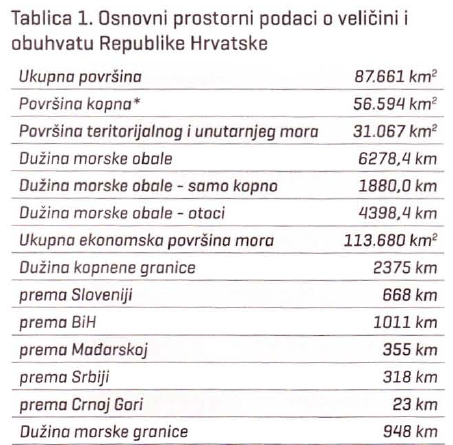 Tablica 1. Osnovni prostorni podaci o veličini i
obuhvatu Republike Hrvatske
Ukupna površina 87.661 km²
Površina kopna* 56.594 km²
Površina teritorijalnog i unutarnjeg mora 31.067 km²
Dužina morske obale 6278,4 km
Dužina morske obale - samo kopno 1880,0 km
Dužina morske obale - otoci 4398,4 km
Ukupna ekonomska površina mora 113.680 km²
Dužina kopnene granice 2375 km
prema Sloveniji 668 km
prema BiH 1011 km
prema Mađarskoj 355 km
prema Srbiji 318 km
prema Crnoj Gori 23 km
Dužina morske granice 948 km